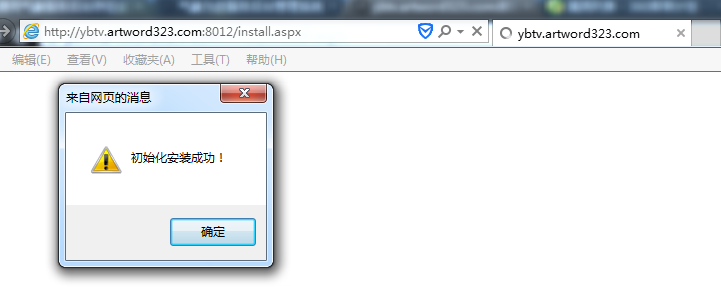 http://ybtv.artword323.com:8012/install.aspx
ybtv.artword323.com
编辑(E) 查看(V) 收藏夹(A) 工具(T) 帮助(H)
来自网页的消息
初始化安装成功！
确定